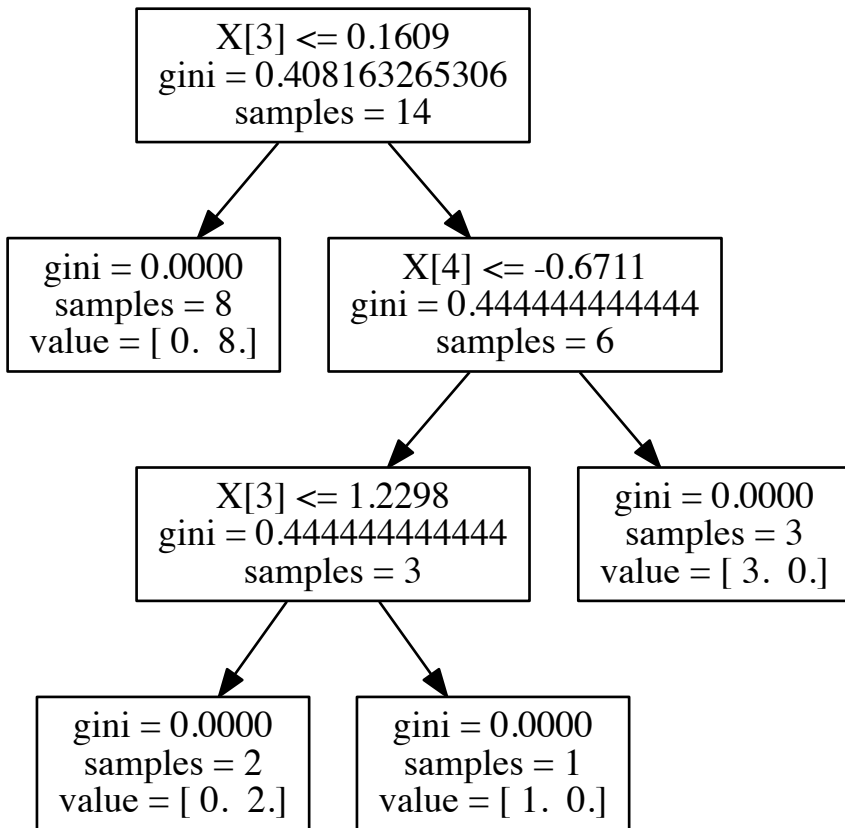 X[3] <= 0.1609
gini = 0.408163265306
samples = 14
gini = 0.0000
samples = 8
value = [ 0.  8.]
X[4] <= -0.6711
gini = 0.444444444444
samples = 6
X[3] <= 1.2298
gini = 0.444444444444
samples = 3
gini = 0.0000
samples = 3
value = [ 3.  0.]
gini = 0.0000
samples = 2
value = [ 0.  2.]
gini = 0.0000
samples = 1
value = [ 1.  0.]